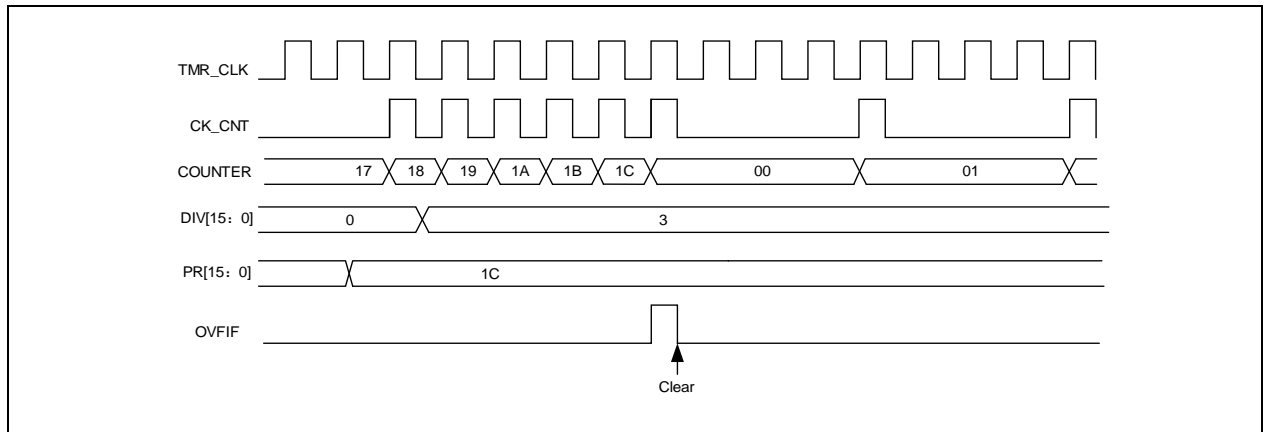 TMR_CLK
CK_CNT
COUNTER 17 18 19 1A 1B 1C 00 01
DIV[15：0] 0 3
PR[15：0] 1C
OVFIF
Clear